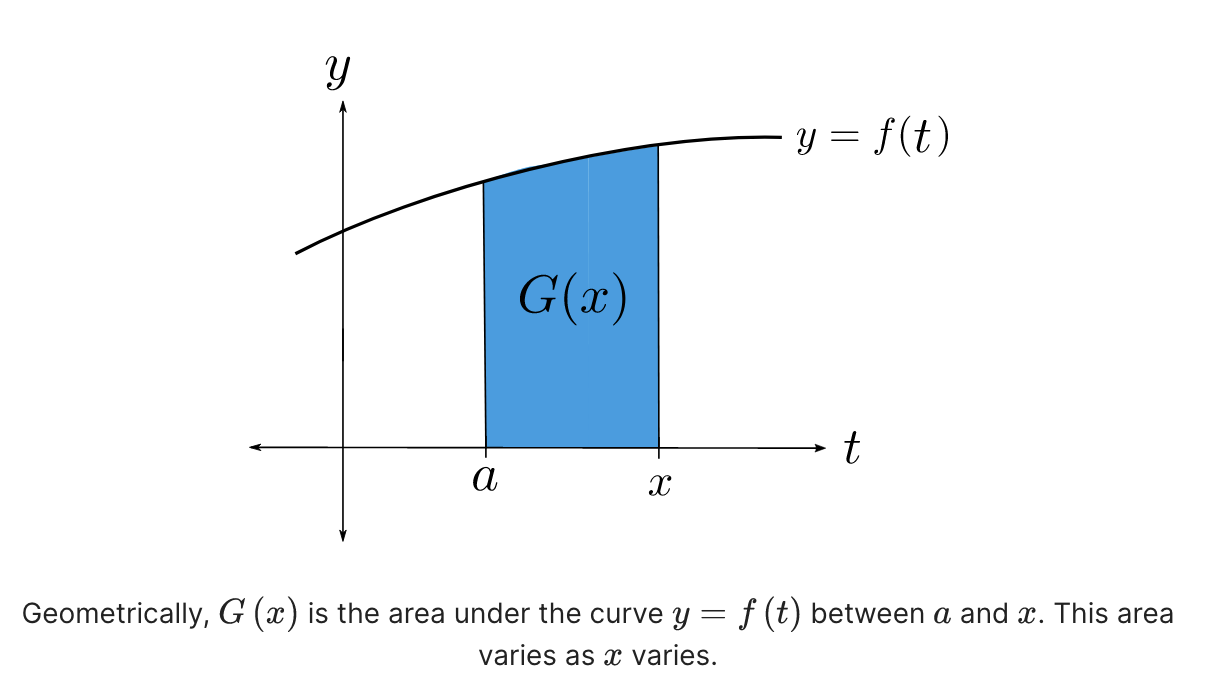 y
y = f(t)
G(x)
t
a
x
Geometrically, G (x) is the area under the curve y = f (t) between a and x. This area
varies as x varies.